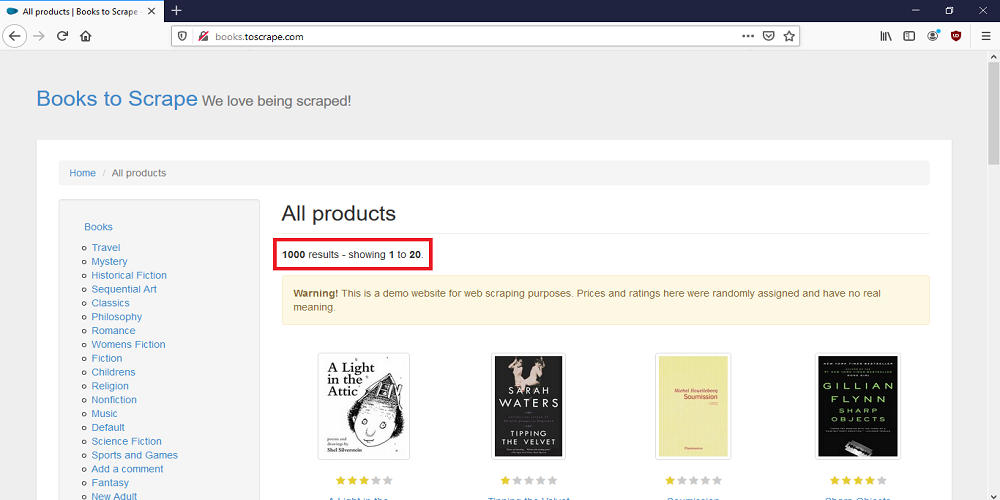 All products | Books to Scrape -
books.toscrape.com
Books to Scrape We love being scraped!
Home / All products
Books
Travel
Mystery
Historical Fiction
Sequential Art
Classics
Philosophy
Romance
Womens Fiction
Fiction
Childrens
Religion
Nonfiction
Music
Default
Science Fiction
Sports and Games
Add a comment
Fantasy
New Adult
All products
1000 results - showing 1 to 20.
Warning! This is a demo website for web scraping purposes. Prices and ratings here were randomly assigned and have no real
meaning.
A Light
in the
Attic
poems and
drawings by
Shel Silverstein
SARAH
WATERS
TIPPING
THE VELVET
Michel Houellebecq
Soumission
Flammarion
GILLIAN
FLYNN
SHARP
OBJECTS
A Light in the
Tipping the Velvet
Soumission
Sharp Objects